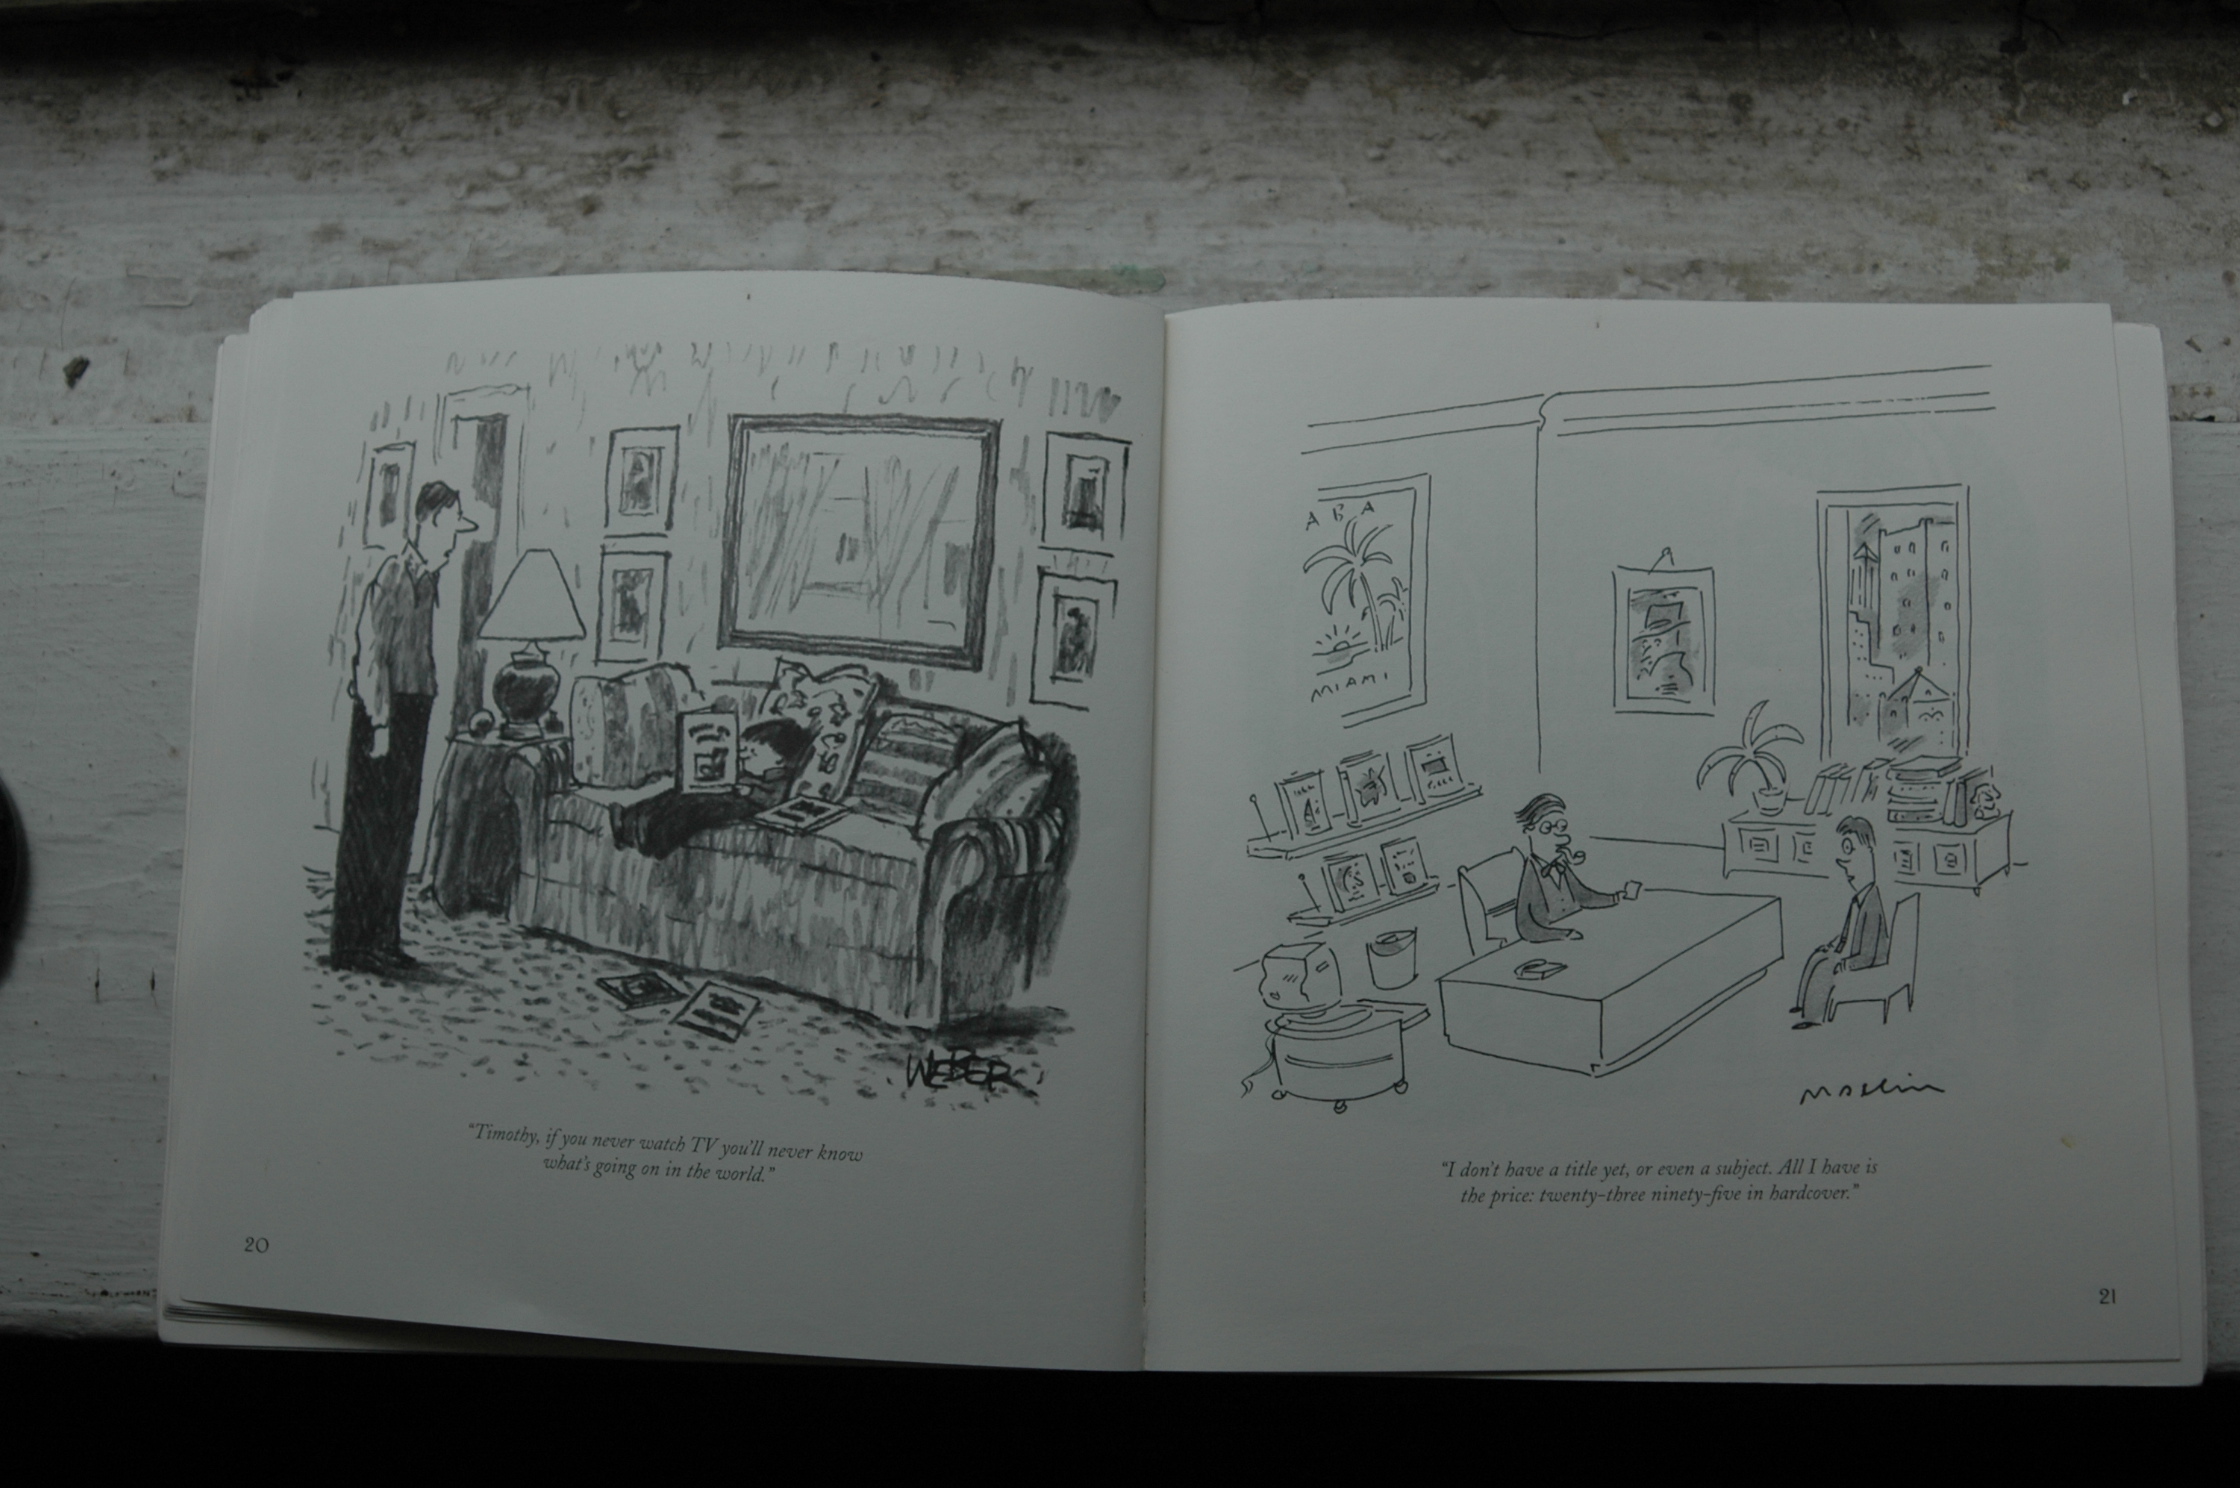 WEBER
"Timothy, if you never watch TV you'll never know
what's going on in the world."
20
ABA
MIAMI
"I don't have a title yet, or even a subject. All I have is
the price: twenty-three ninety-five in hardcover."
21